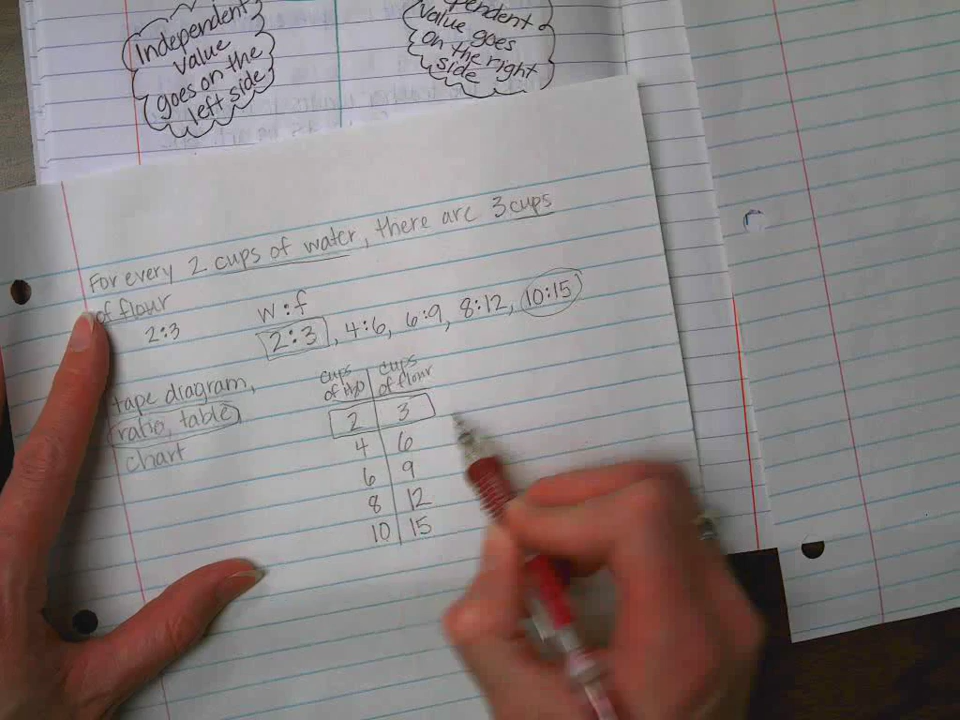 Independent
value
goes on the
left side
value goes
on the right
side
For every 2 cups of water, there are 3 cups
of flour
2:3
w:f
2:3, 4:6, 6:9, 8:12, 10:15
tape diagram,
ratio, table,
chart
cups of H2O cups of flour
2 3
4 6
6 9
8 12
10 15